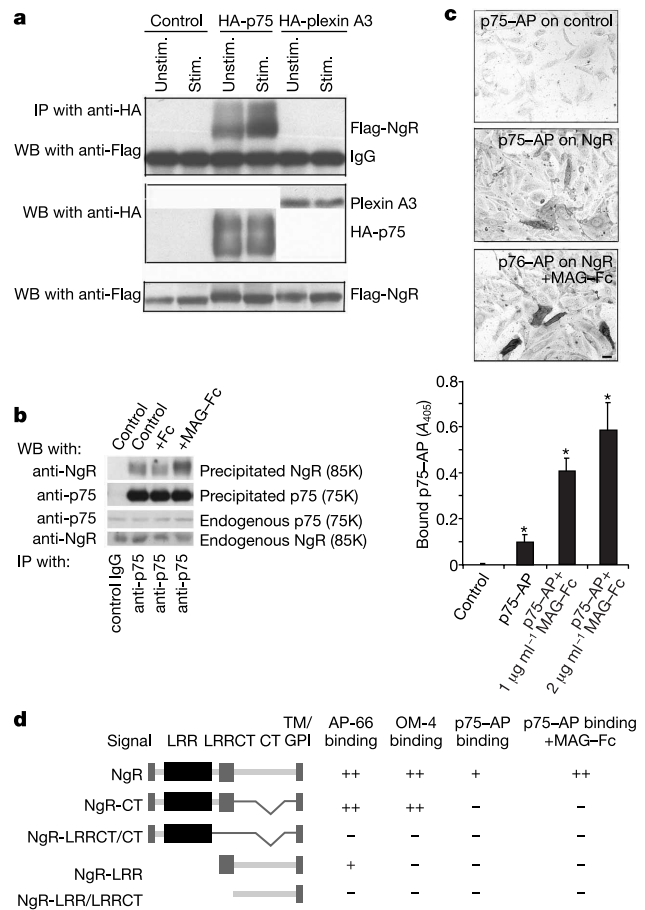 a
Control HA-p75 HA-plexin A3
Unstim. Stim. Unstim. Stim. Unstim. Stim.
IP with anti-HA
Flag-NgR
WB with anti-Flag
IgG
WB with anti-HA
Plexin A3
HA-p75
WB with anti-Flag
Flag-NgR
b
Control Control +Fc +MAG–Fc
WB with:
anti-NgR Precipitated NgR (85K)
anti-p75 Precipitated p75 (75K)
anti-p75 Endogenous p75 (75K)
anti-NgR Endogenous NgR (85K)
IP with:
control IgG anti-p75 anti-p75 anti-p75
c
p75–AP on control
p75–AP on NgR
p76–AP on NgR
+MAG–Fc
Bound p75–AP (A405)
0.8
0.6
0.4
0.2
0
* * *
Control
p75–AP
p75–AP+
1 µg ml−1 MAG–Fc
p75–AP+
2 µg ml−1 MAG–Fc
d
Signal LRR LRRCT CT TM/GPI
AP-66 binding
OM-4 binding
p75–AP binding
p75–AP binding +MAG–Fc
NgR ++ ++ + ++
NgR-CT ++ ++ – –
NgR-LRRCT/CT – – – –
NgR-LRR + – – –
NgR-LRR/LRRCT – – – –